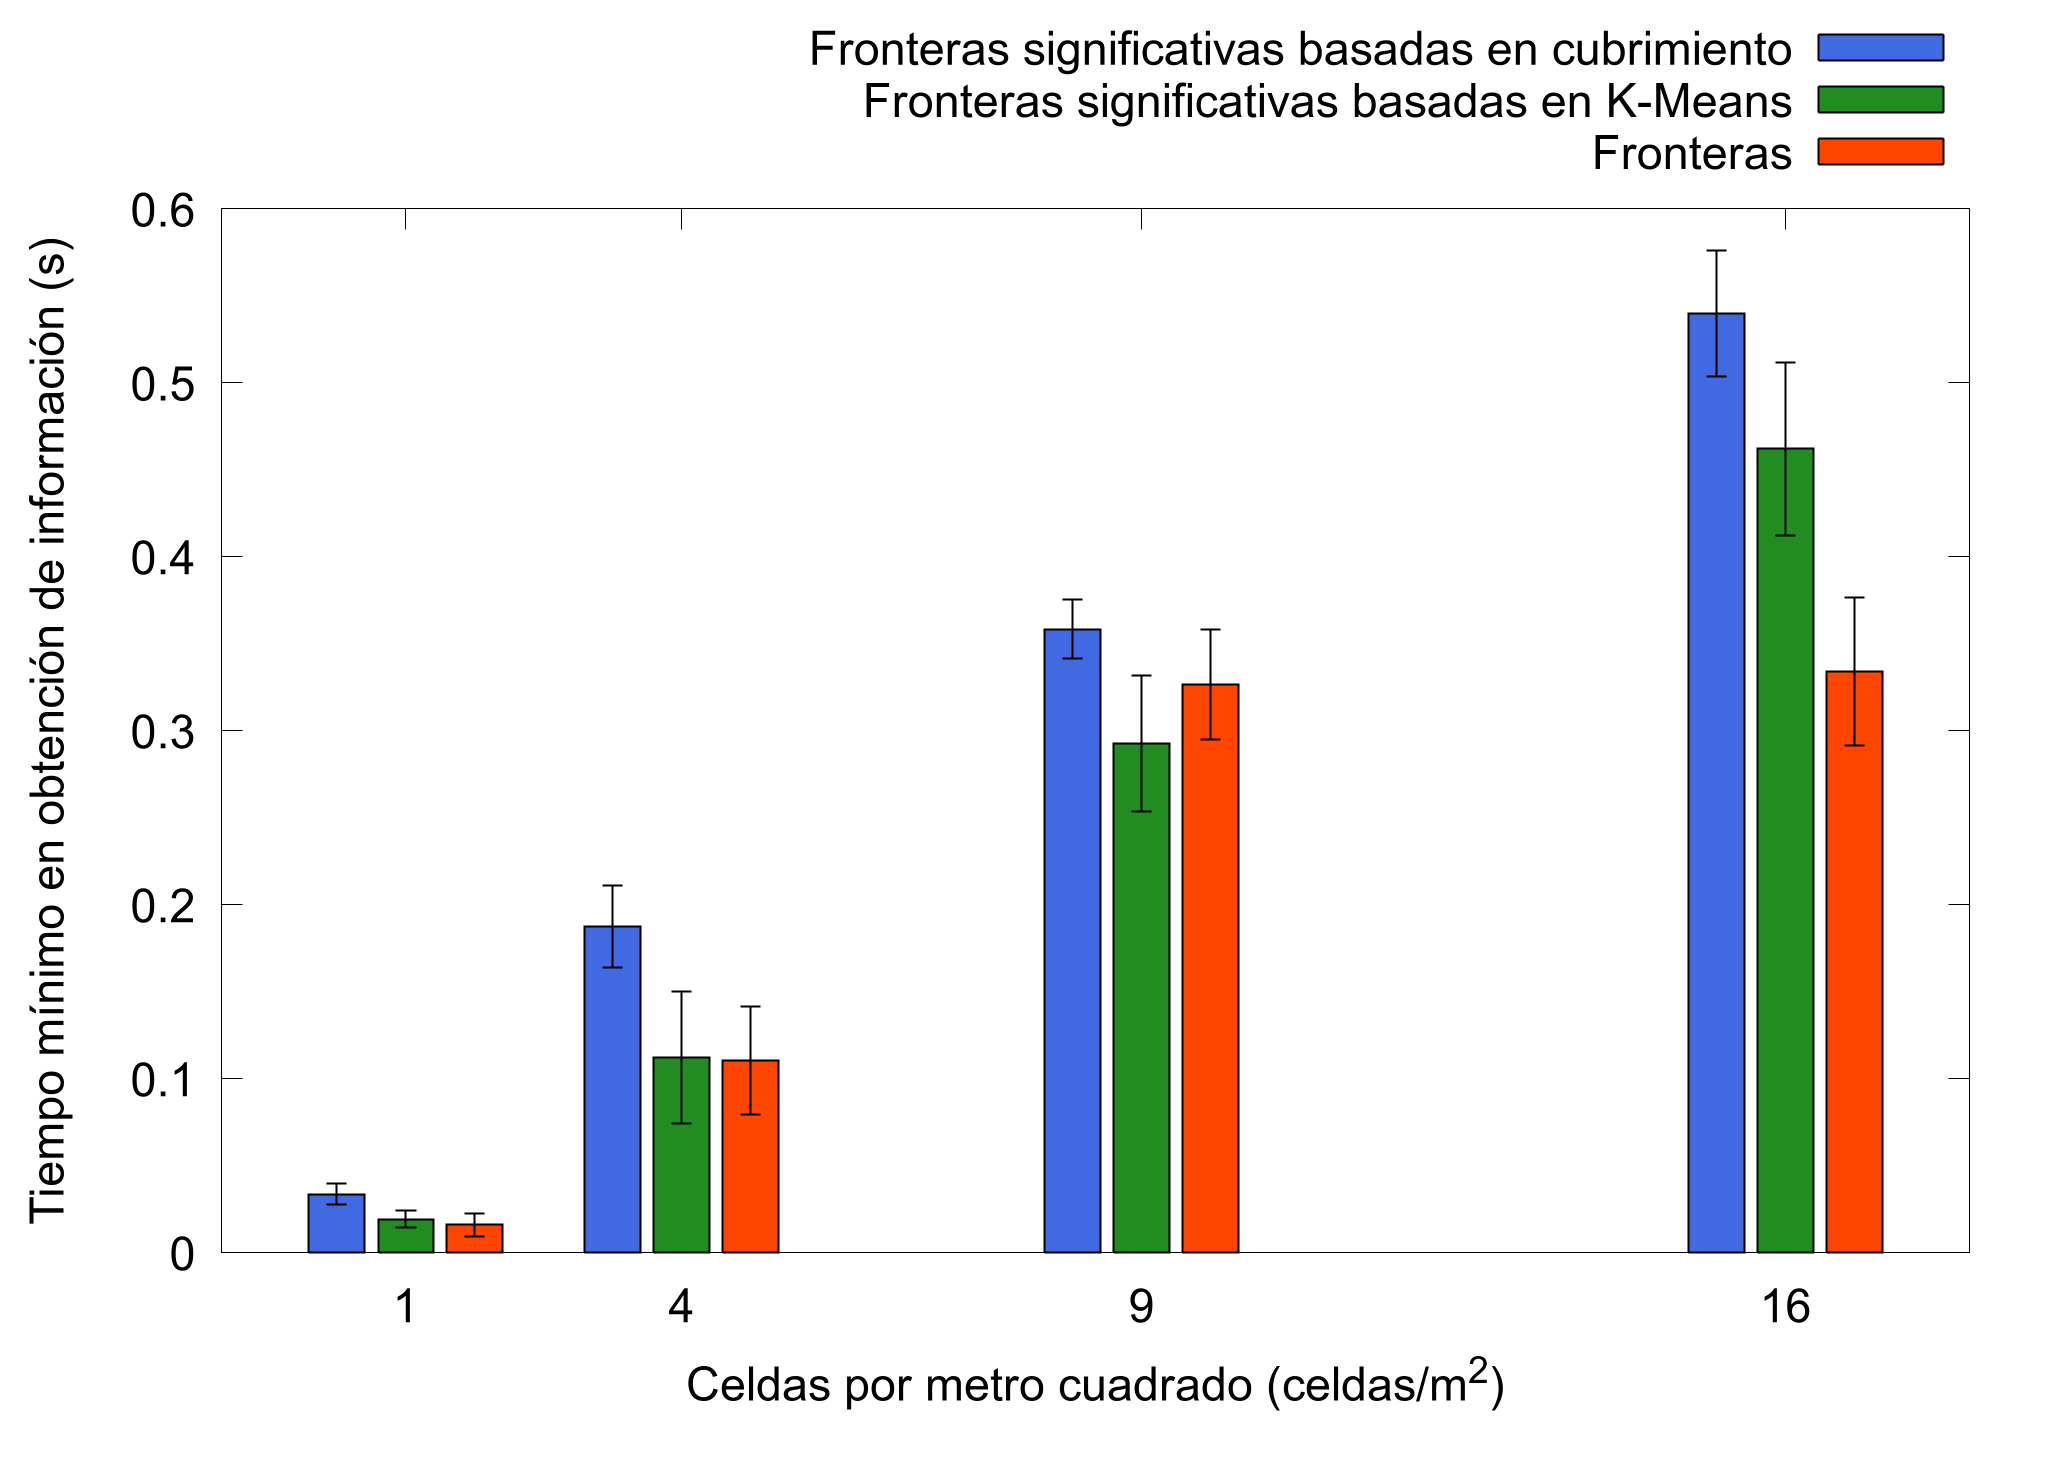 Fronteras significativas basadas en cubrimiento
Fronteras significativas basadas en K-Means
Fronteras
Tiempo mínimo en obtención de información (s)
0.6
0.5
0.4
0.3
0.2
0.1
0
1 4 9 16
Celdas por metro cuadrado (celdas/m²)